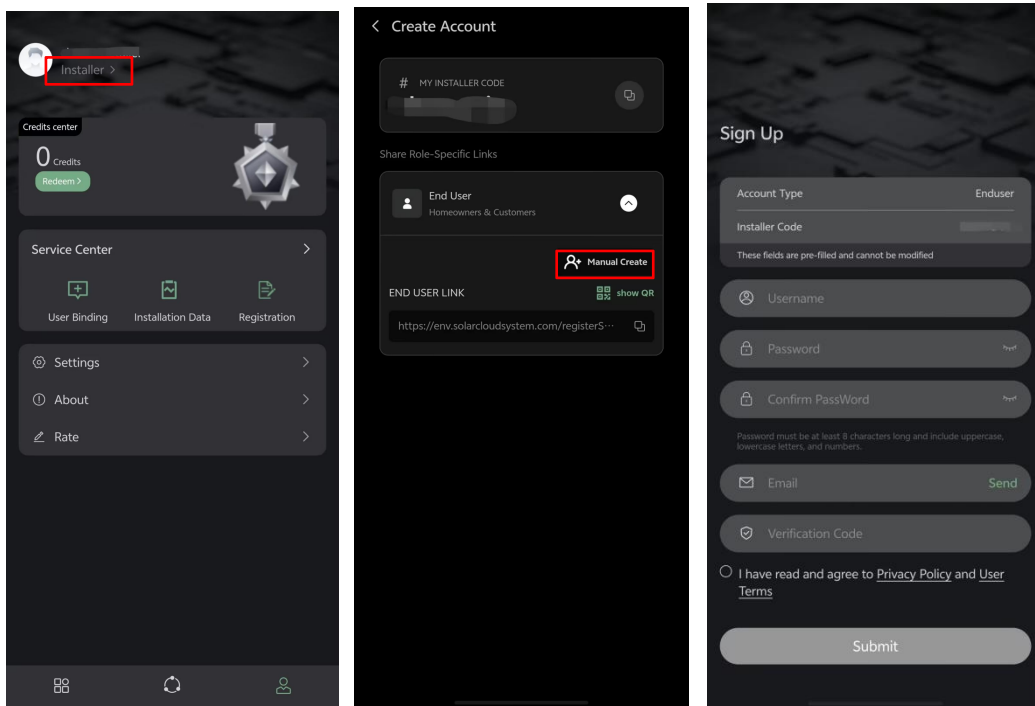 Installer >
Credits center
0 Credits
Redeem >
Service Center
User Binding
Installation Data
Registration
Settings
About
Rate
Create Account
# MY INSTALLER CODE
Share Role-Specific Links
End User
Homeowners & Customers
Manual Create
END USER LINK
show QR
https://env.solarcloudsystem.com/registerS···
Sign Up
Account Type
Enduser
Installer Code
These fields are pre-filled and cannot be modified
Username
Password
Confirm PassWord
Password must be at least 8 characters long and include uppercase,
lowercase letters, and numbers.
Email
Send
Verification Code
I have read and agree to Privacy Policy and User
Terms
Submit